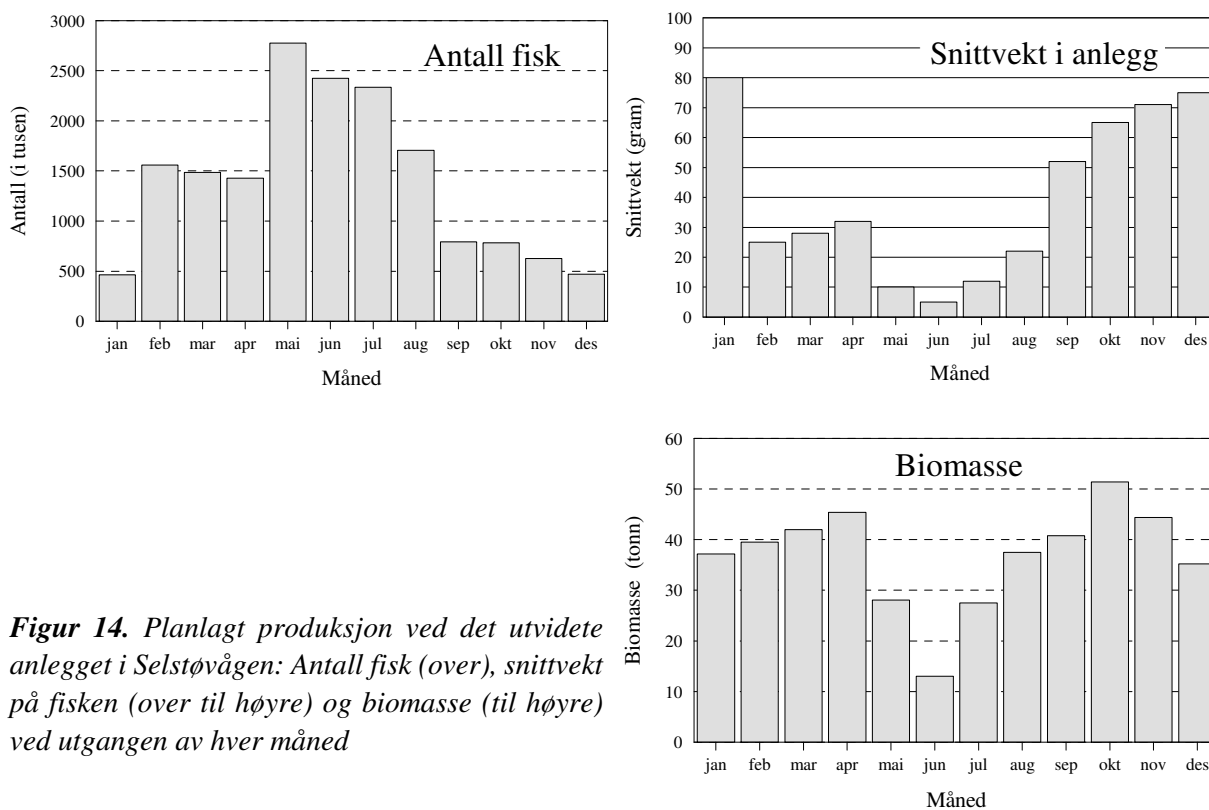 Antall fisk
3000
2500
2000
1500
1000
500
0
Antall (i tusen)
jan feb mar apr mai jun jul aug sep okt nov des
Måned
Snittvekt i anlegg
100
90
80
70
60
50
40
30
20
10
0
Snittvekt (gram)
jan feb mar apr mai jun jul aug sep okt nov des
Måned
Biomasse
60
50
40
30
20
10
0
Biomasse (tonn)
jan feb mar apr mai jun jul aug sep okt nov des
Måned
Figur 14. Planlagt produksjon ved det utvidete
anlegget i Selstøvågen: Antall fisk (over), snittvekt
på fisken (over til høyre) og biomasse (til høyre)
ved utgangen av hver måned